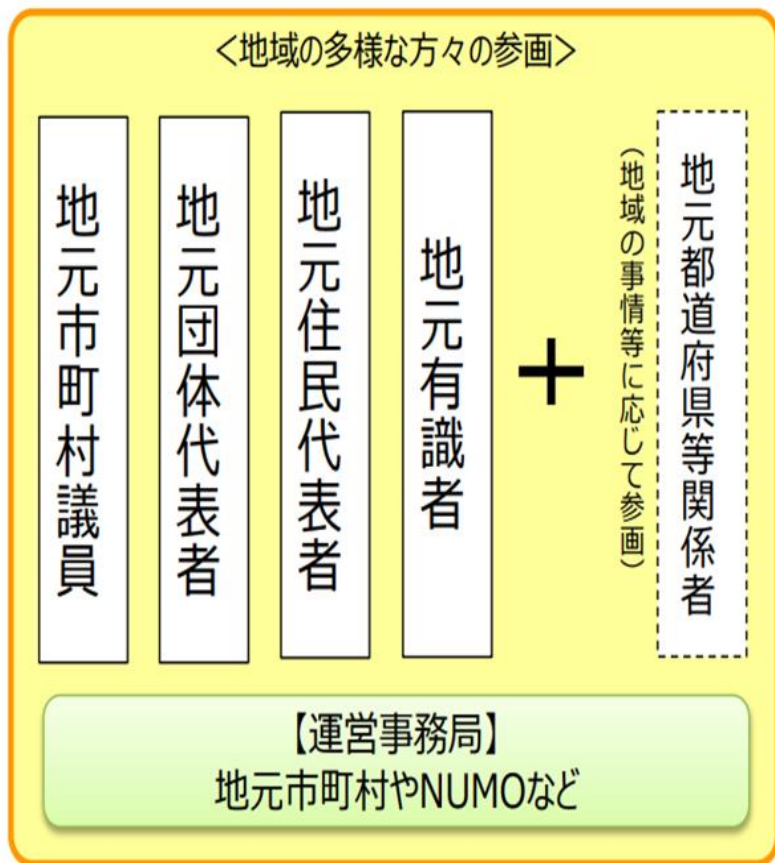 ＜地域の多様な方々の参画＞
地元市町村議員
地元団体代表者
地元住民代表者
地元有識者
＋
（地域の事情等に応じて参画）
地元都道府県等関係者
【運営事務局】
地元市町村やNUMOなど